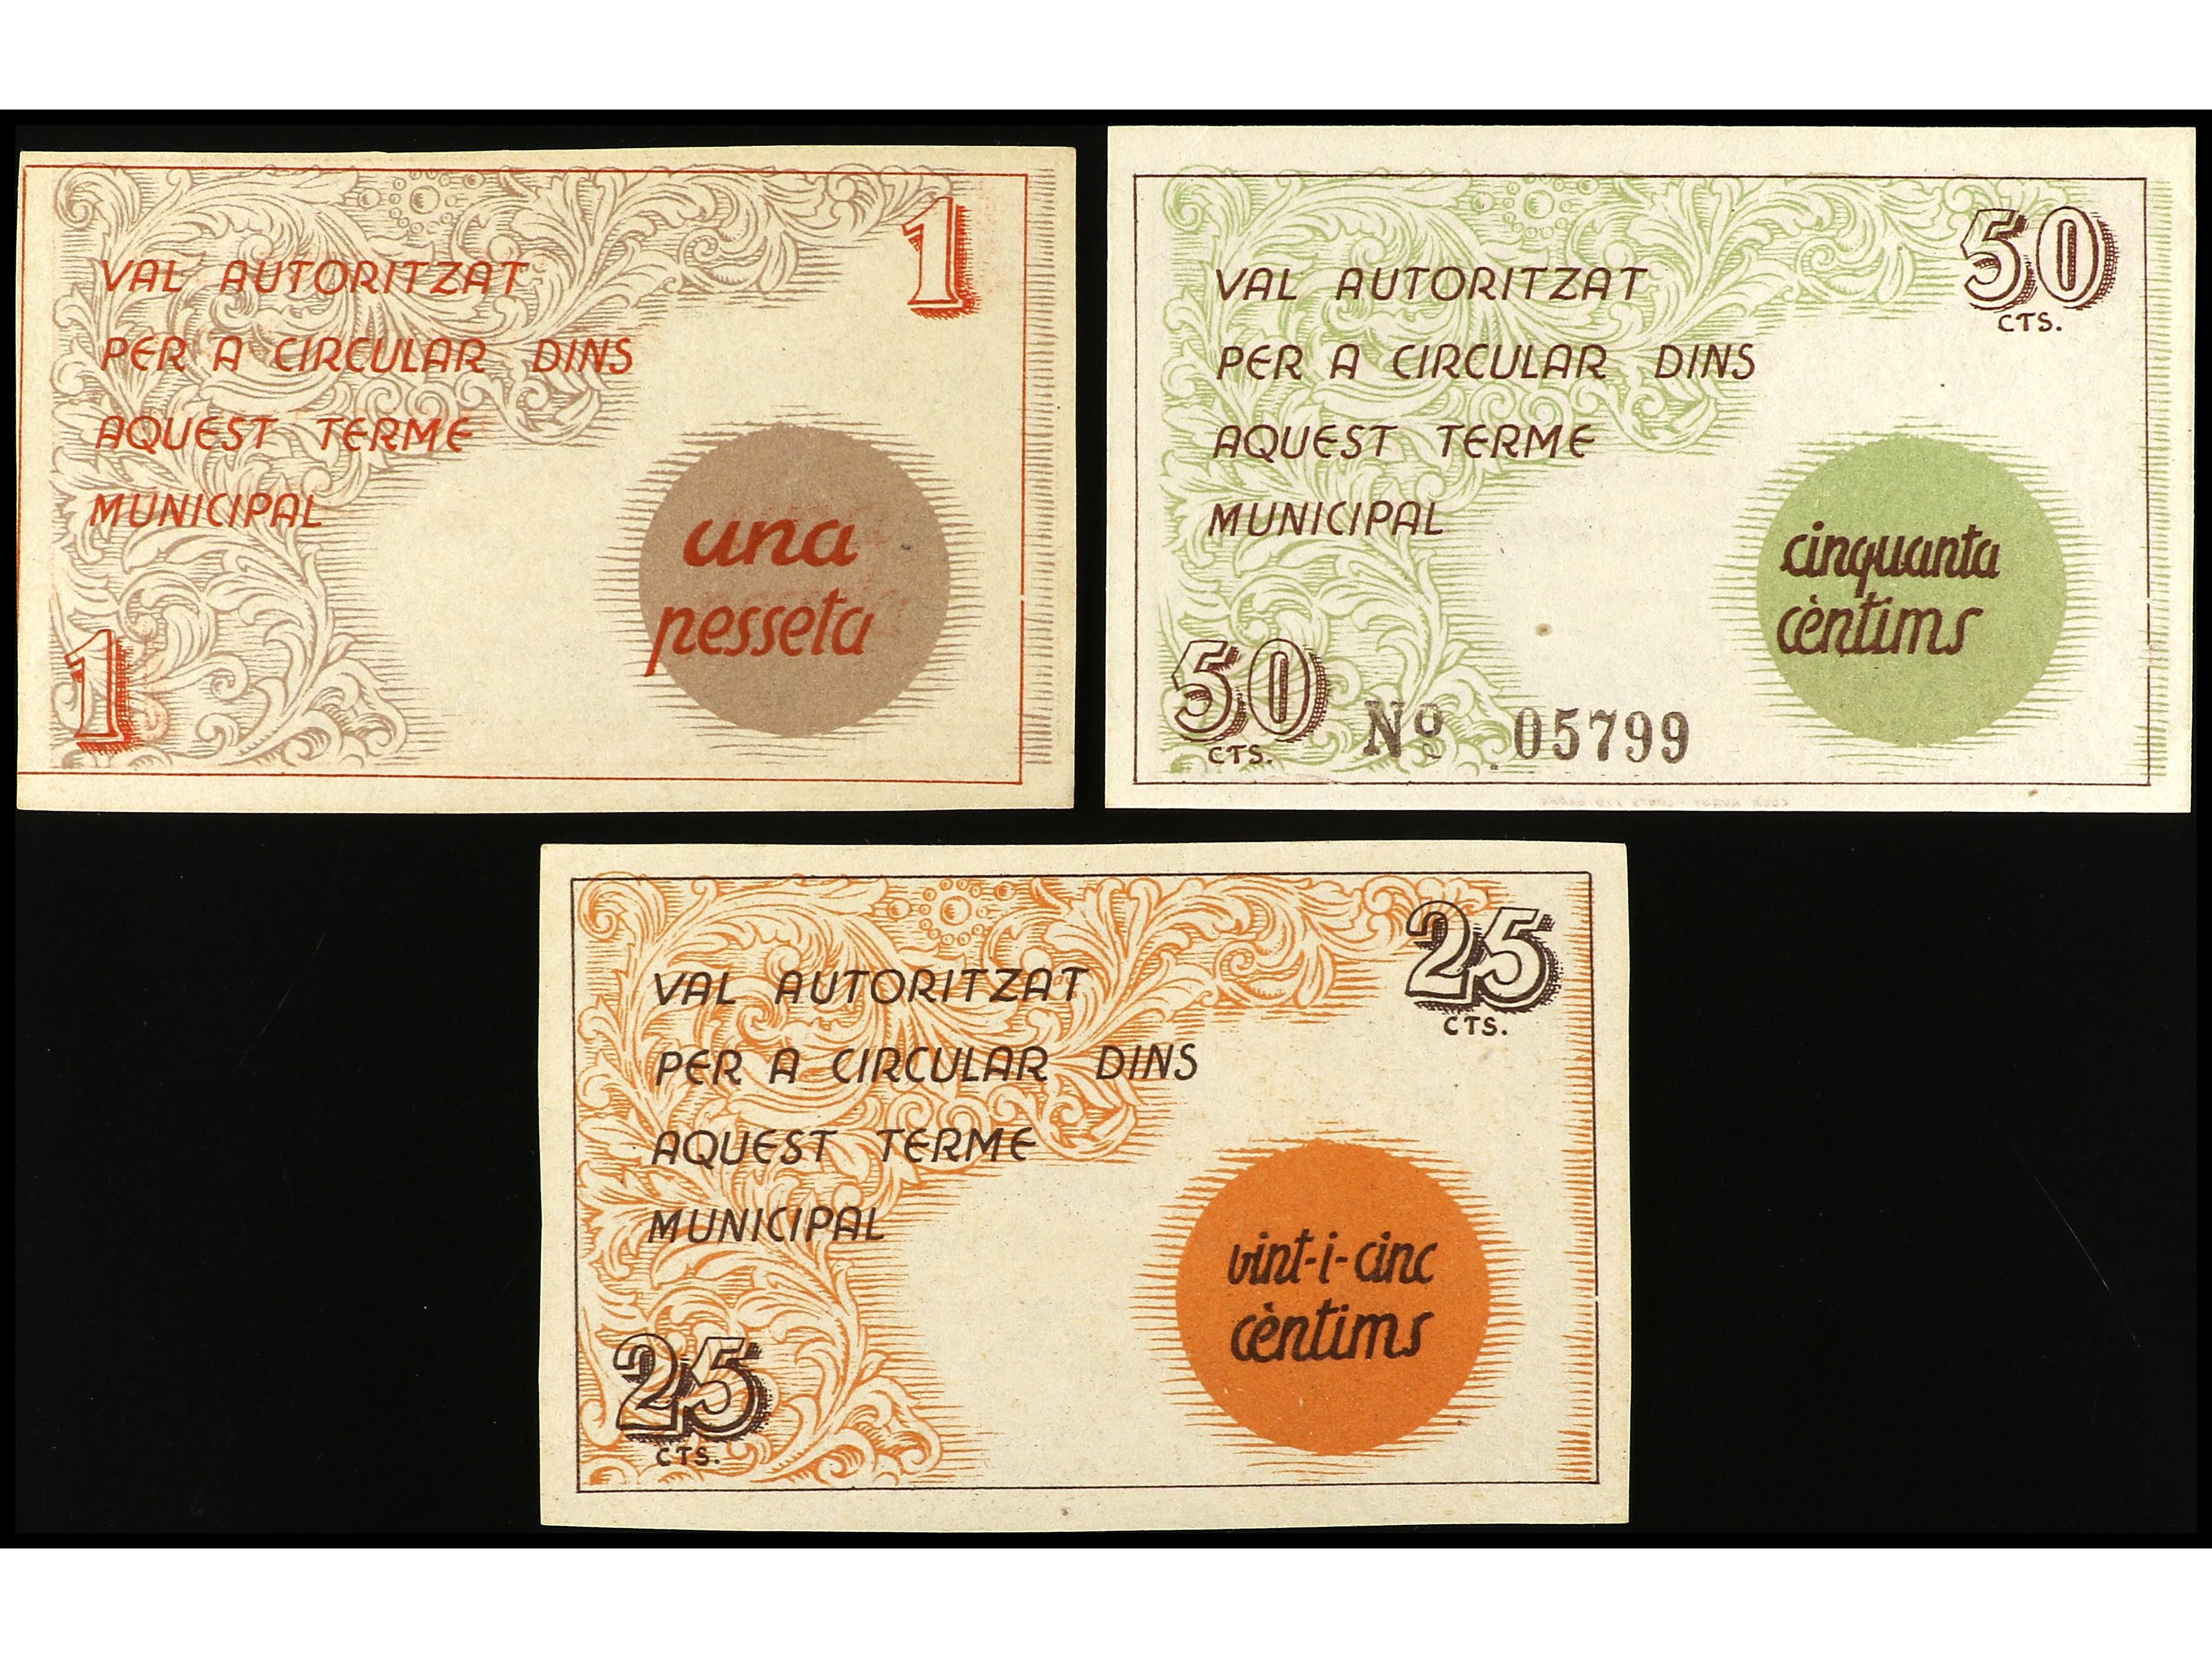 1
VAL AUTORITZAT
PER A CIRCULAR DINS
AQUEST TERME
MUNICIPAL
una
pesseta
1
50
CTS.
VAL AUTORITZAT
PER A CIRCULAR DINS
AQUEST TERME
MUNICIPAL
cinquanta
cèntims
50
CTS.
Nº 05799
25
CTS.
VAL AUTORITZAT
PER A CIRCULAR DINS
AQUEST TERME
MUNICIPAL
vint-i-cinc
cèntims
25
CTS.